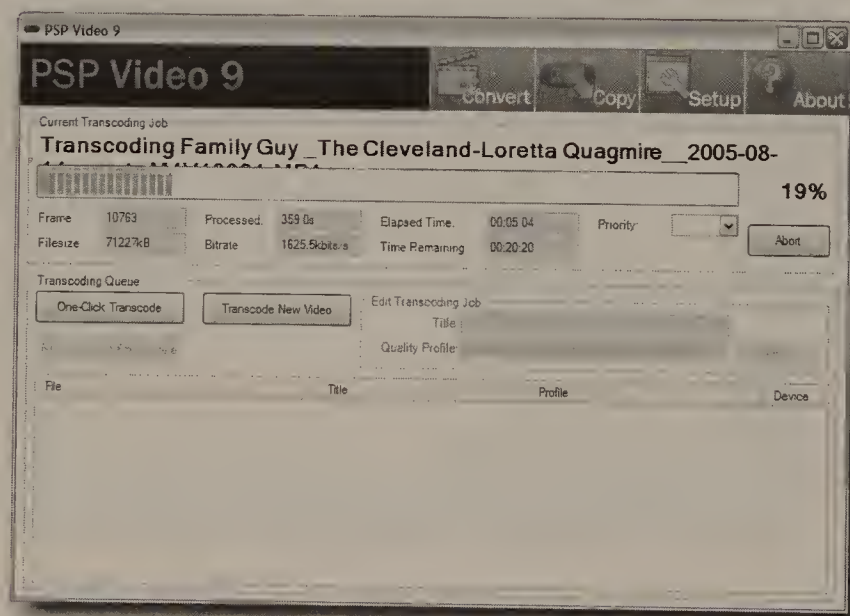 PSP Video 9
PSP Video 9
Convert
Copy
Setup
About
Current Transcoding Job
Transcoding Family Guy _The Cleveland-Loretta Quagmire__2005-08-
19%
Frame 10763 Processed. 359.0s Elapsed Time. 00:05:04 Priority
Filesize 71227kB Bitrate 1625.5kbits/s Time Remaining 00:20:20
Abort
Transcoding Queue
One-Click Transcode
Transcode New Video
Edit Transcoding Job
Title
Quality Profile
File Title Profile Device